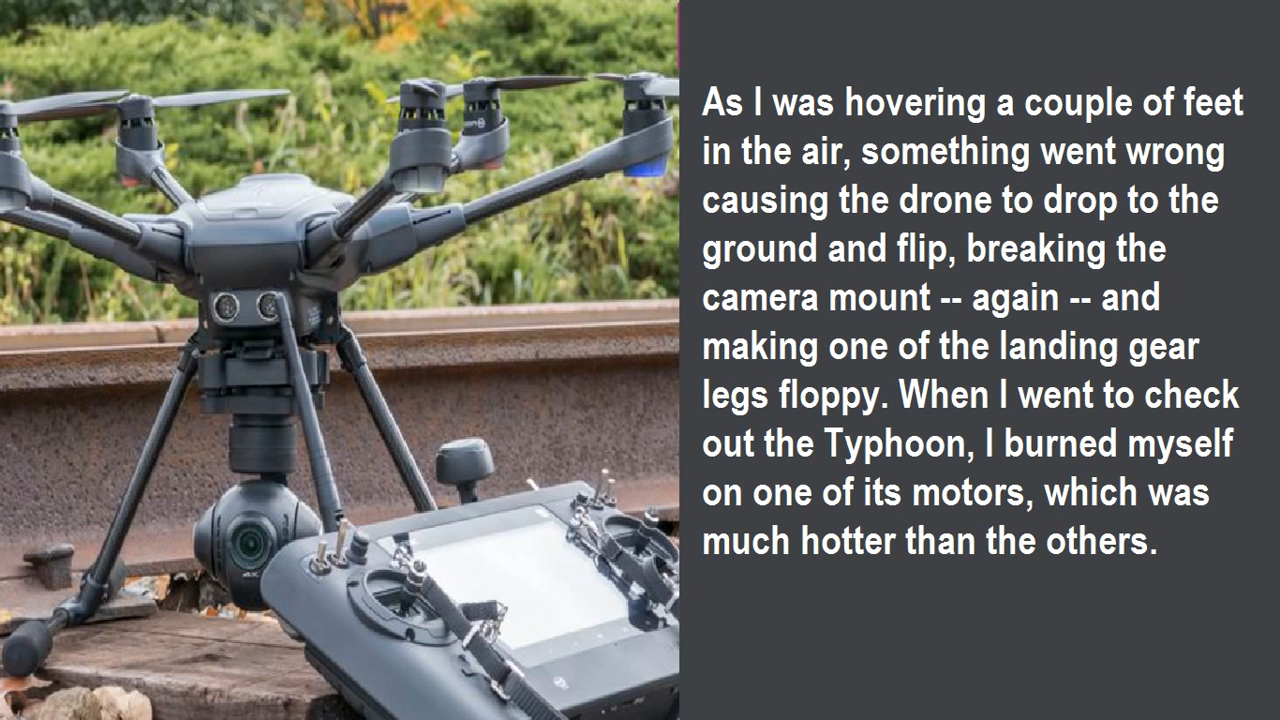 As I was hovering a couple of feet
in the air, something went wrong
causing the drone to drop to the
ground and flip, breaking the
camera mount -- again -- and
making one of the landing gear
legs floppy. When I went to check
out the Typhoon, I burned myself
on one of its motors, which was
much hotter than the others.